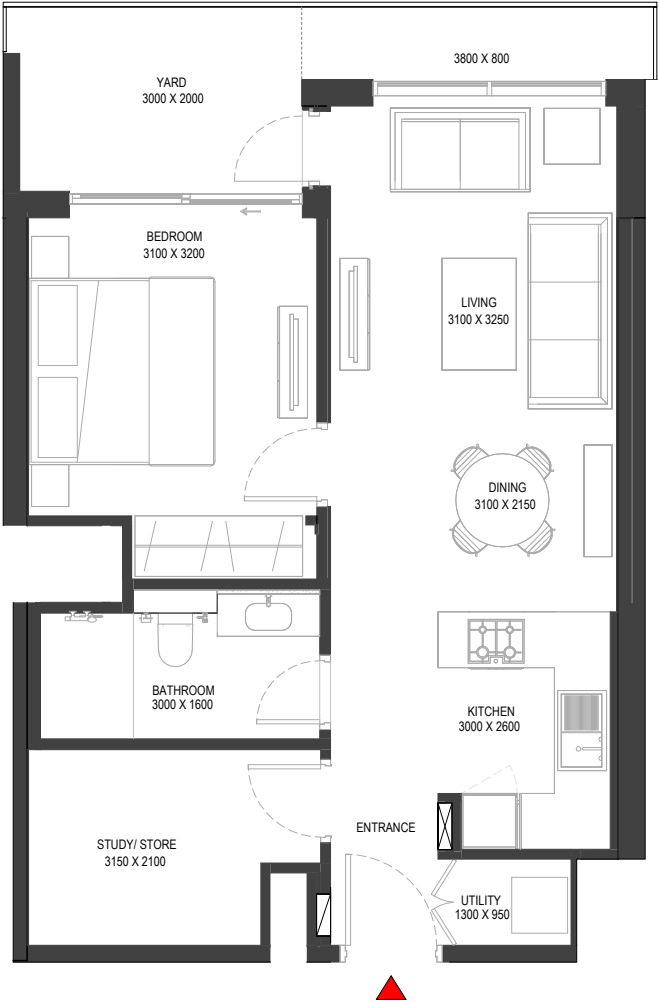 3800 X 800
YARD
3000 X 2000
BEDROOM
3100 X 3200
LIVING
3100 X 3250
DINING
3100 X 2150
BATHROOM
3000 X 1600
KITCHEN
3000 X 2600
ENTRANCE
STUDY/ STORE
3150 X 2100
UTILITY
1300 X 950